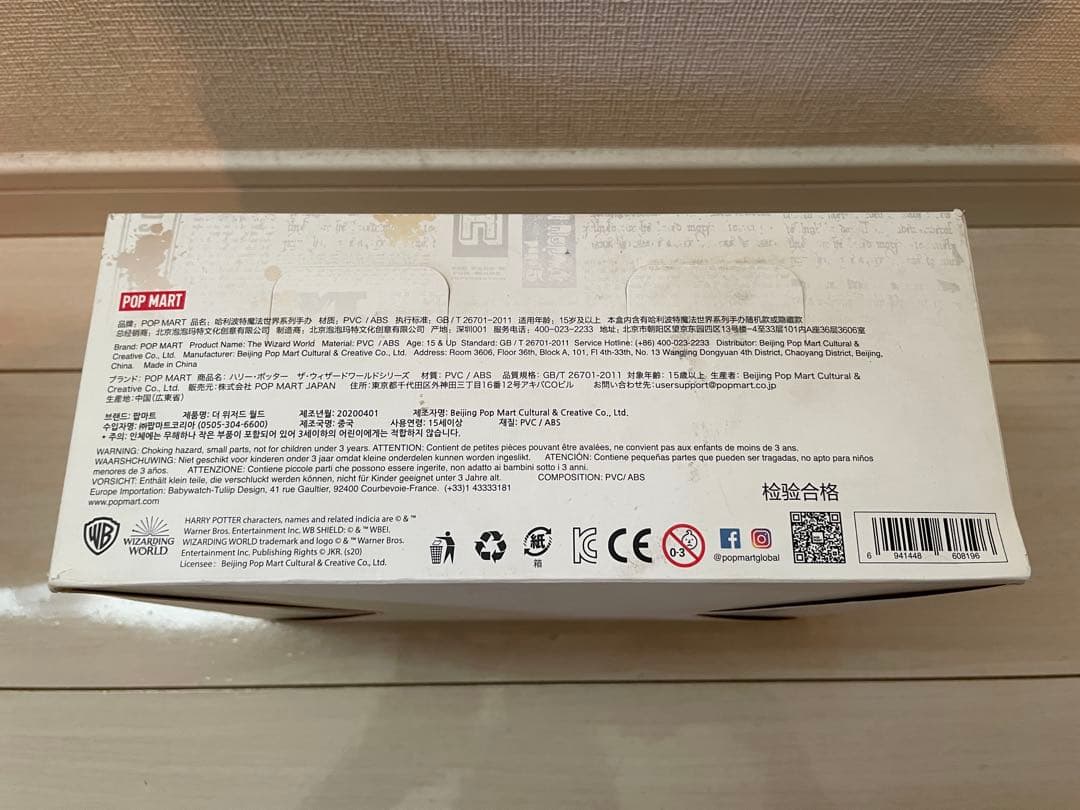 POP MART
品牌：POP MART 品名：哈利波特魔法世界系列手办 材质：PVC / ABS 执行标准：GB / T 26701-2011 适用年龄：15岁及以上 本盒内含有哈利波特魔法世界系列手办随机款或隐藏款
总经销商：北京泡泡玛特文化创意有限公司 制造商：北京泡泡玛特文化创意有限公司 产地：深圳001 服务电话：400-023-2233 地址：北京市朝阳区望京东园四区13号楼-4至33层101内A座36层3606室
Brand: POP MART Product Name: The Wizard World Material: PVC / ABS Age: 15 & Up Standard: GB / T 26701-2011 Service Hotline: (+86) 400-023-2233 Distributor: Beijing Pop Mart Cultural &
Creative Co., Ltd. Manufacturer: Beijing Pop Mart Cultural & Creative Co., Ltd. Address: Room 3606, Floor 36th, Block A, 101, Fl 4th-33th, No. 13 Wangjing Dongyuan 4th District, Chaoyang District, Beijing,
China. Made in China
ブランド：POP MART 商品名：ハリー・ポッター ザ・ウィザードワールドシリーズ 材質：PVC / ABS 品質規格：GB/T 26701-2011 対象年齢：15歳以上 生産者：Beijing Pop Mart Cultural &
Creative Co., Ltd. 販売元：株式会社 POP MART JAPAN 住所：東京都千代田区外神田三丁目16番12号アキバCOビル お問い合わせ先：usersupport@popmart.co.jp
生産地：中国（広東省）
브랜드: 팝마트 제품명: 더 위저드 월드 제조년월: 20200401 제조자명: Beijing Pop Mart Cultural & Creative Co., Ltd.
수입자명: ㈜팝마트코리아 (0505-304-6600) 제조국명: 중국 사용연령: 15세이상 재질: PVC / ABS
* 주의: 인체에는 무해하나 작은 부품이 포함되어 있어 3세이하의 어린이에게는 적합하지 않습니다.
WARNING: Choking hazard, small parts, not for children under 3 years. ATTENTION: Contient de petites pièces pouvant être avalées, ne convient pas aux enfants de moins de 3 ans.
WAARSHCHUWING: Niet geschikt voor kinderen onder 3 jaar omdat kleine onderdelen kunnen worden ingeslikt. ATENCIÓN: Contiene pequeñas partes que pueden ser tragadas, no apto para niños
menores de 3 años. ATTENZIONE: Contiene piccole parti che possono essere ingerite, non adatto ai bambini sotto i 3 anni.
VORSICHT: Enthält klein teile, die verschluckt werden können, nicht für Kinder geeignet unter 3 Jahre alt. COMPOSITION: PVC/ ABS
Europe Importation: Babywatch-Tuliip Design, 41 rue Gaultier, 92400 Courbevoie-France. (+33)1 43333181
www.popmart.com
检验合格
WB
WIZARDING
WORLD
HARRY POTTER characters, names and related indicia are © & ™
Warner Bros. Entertainment Inc. WB SHIELD: © & ™ WBEI.
WIZARDING WORLD trademark and logo © & ™ Warner Bros.
Entertainment Inc. Publishing Rights © JKR. (s20)
Licensee: Beijing Pop Mart Cultural & Creative Co., Ltd.
紙
箱
KC
CE
0-3
@popmartglobal
6 941448 608196